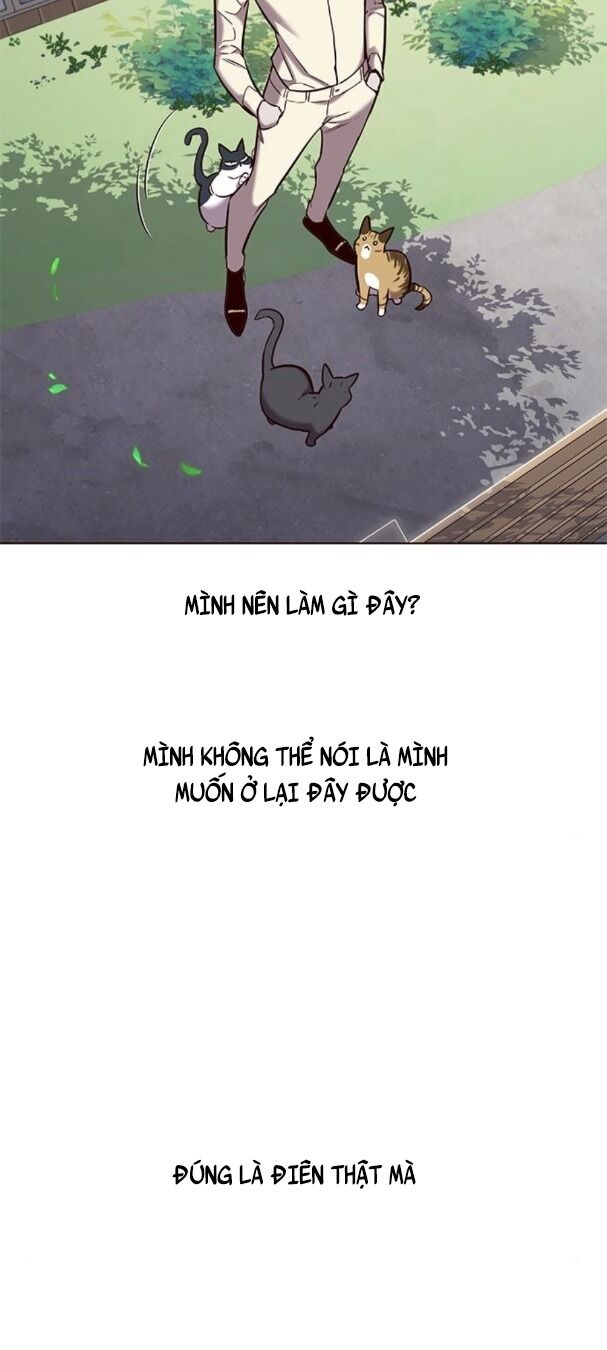 MÌNH NÊN LÀM GÌ ĐÂY?
MÌNH KHÔNG THỂ NÓI LÀ MÌNH
MUỐN Ở LẠI ĐÂY ĐƯỢC
ĐÚNG LÀ ĐIÊN THẬT MÀ